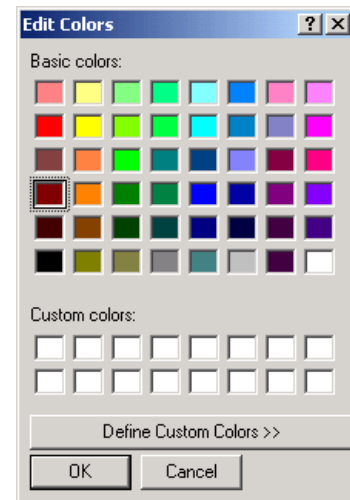 Edit Colors ? ×
Basic colors:
Custom colors:
Define Custom Colors >>
OK Cancel